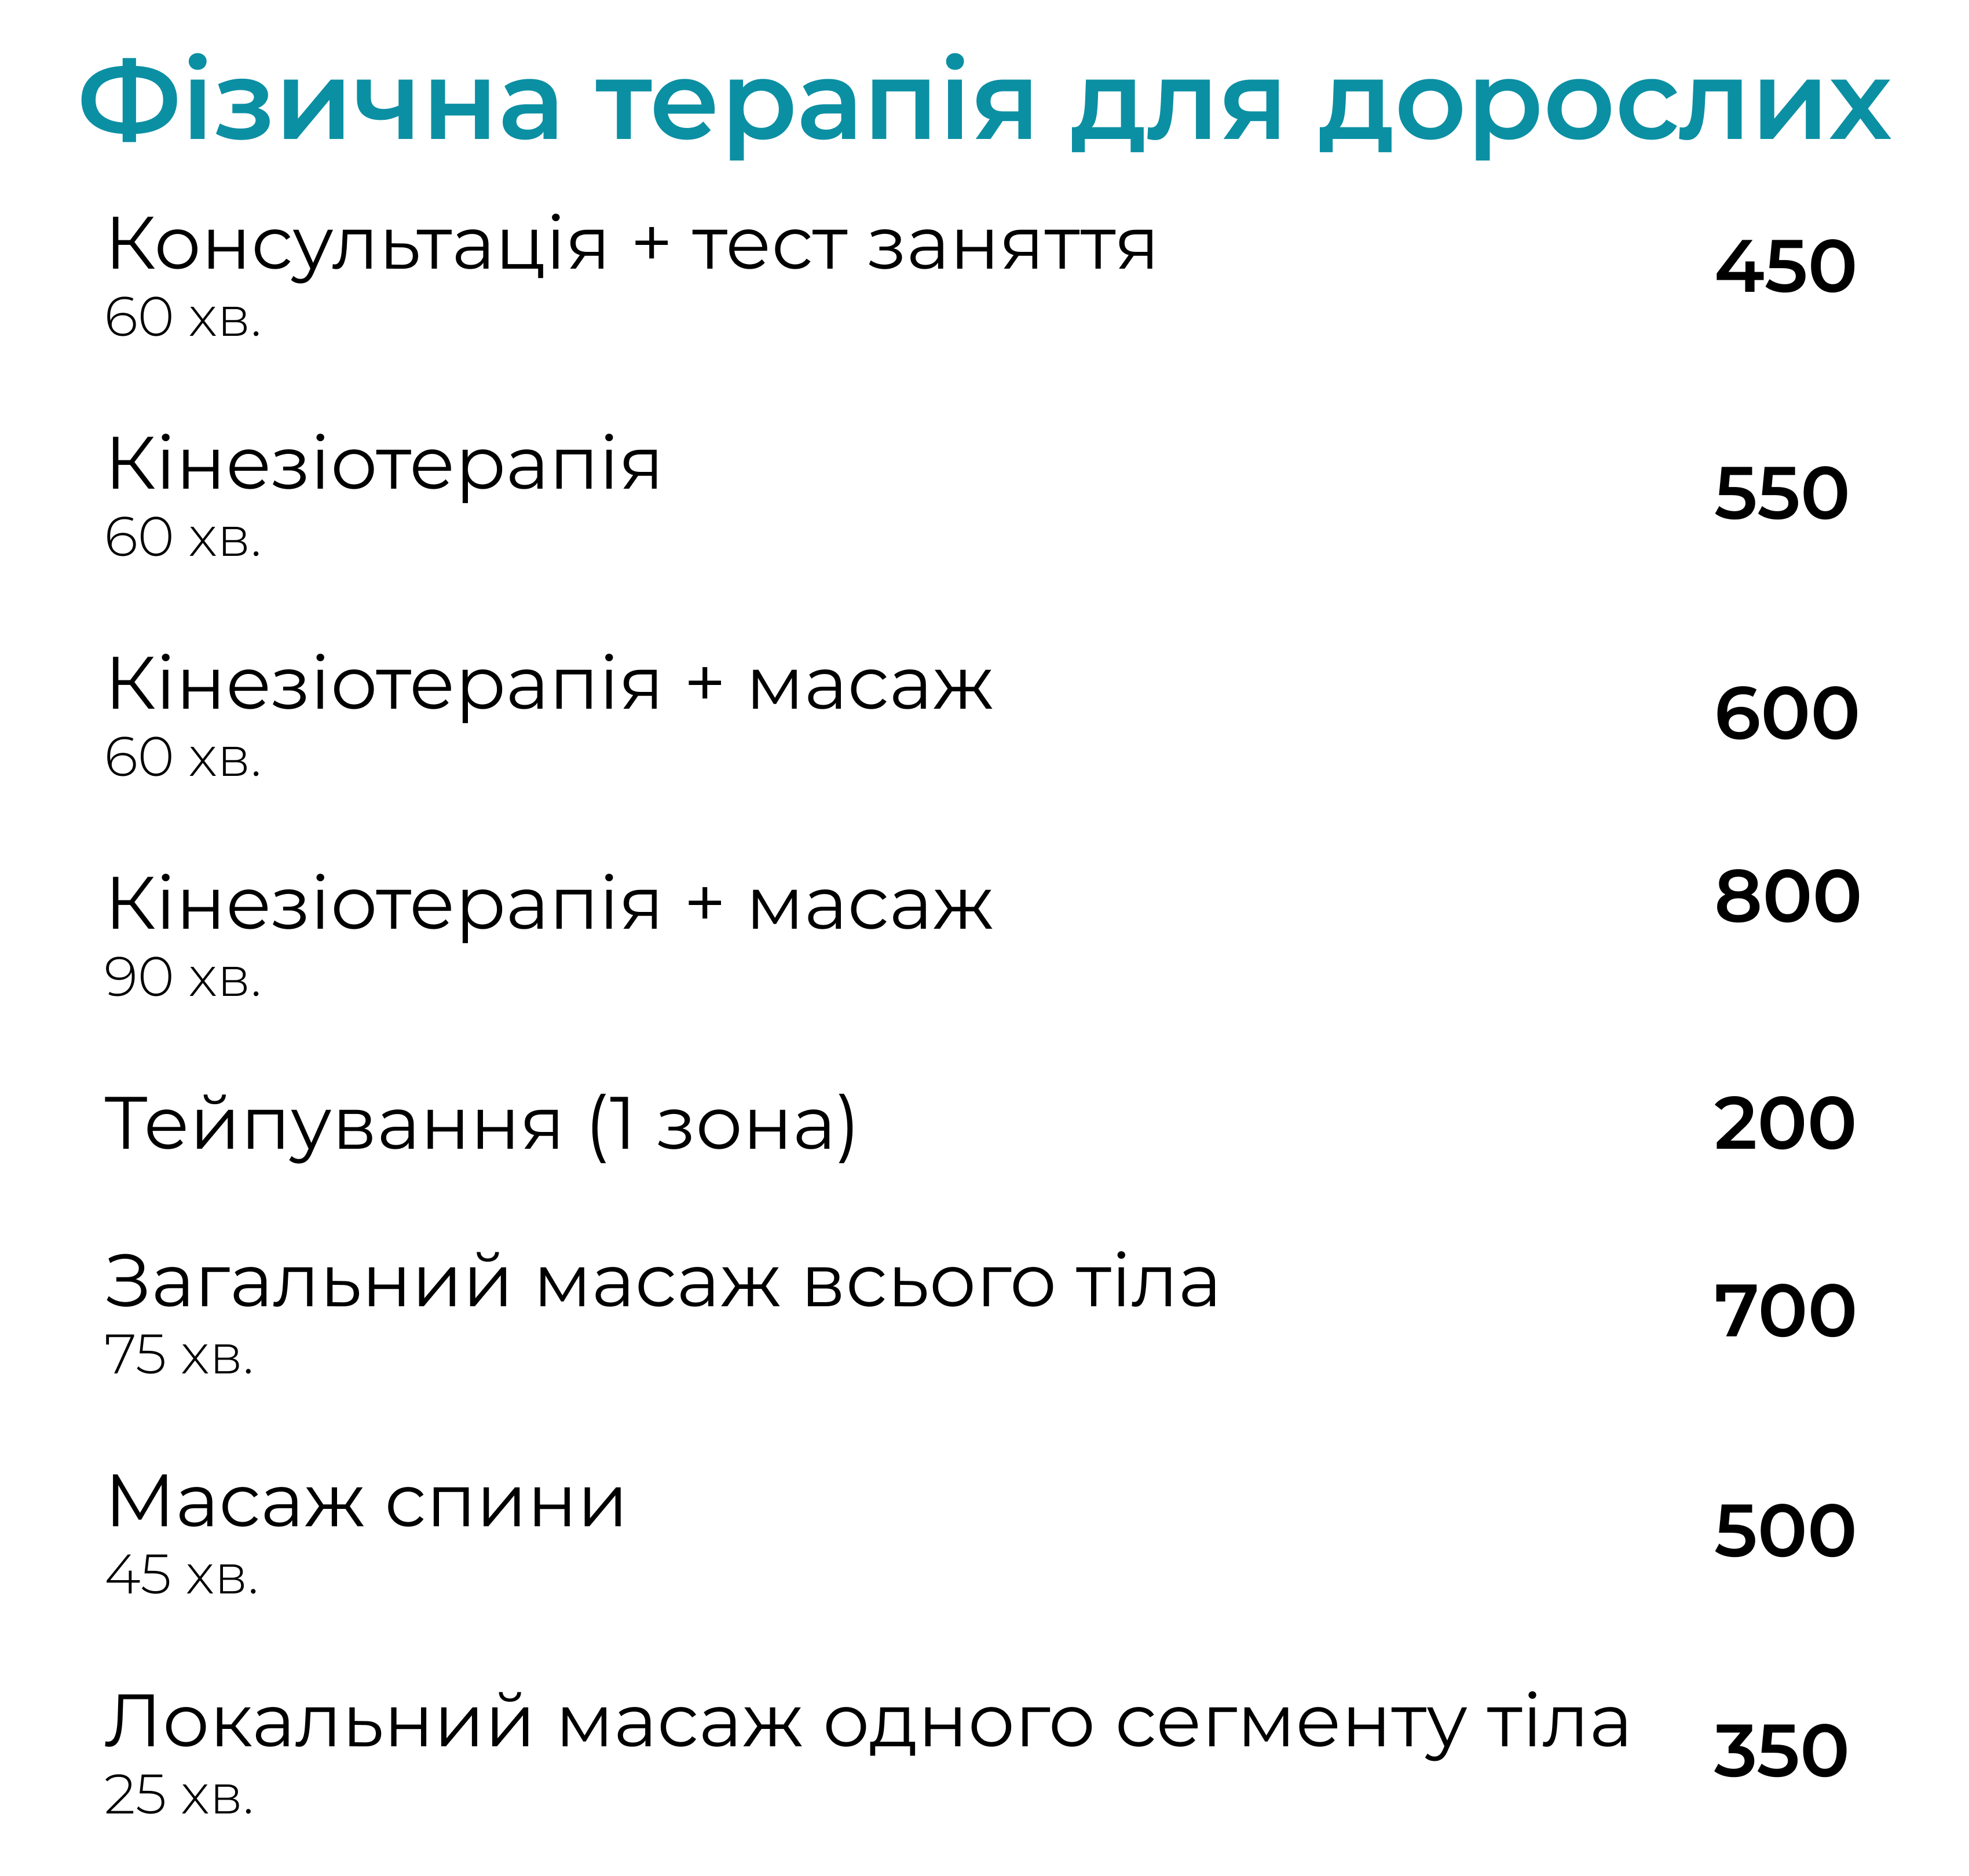 Фізична терапія для дорослих
Консультація + тест заняття 450
60 хв.
Кінезіотерапія 550
60 хв.
Кінезіотерапія + масаж 600
60 хв.
Кінезіотерапія + масаж 800
90 хв.
Тейпування (1 зона) 200
Загальний масаж всього тіла 700
75 хв.
Масаж спини 500
45 хв.
Локальний масаж одного сегменту тіла 350
25 хв.